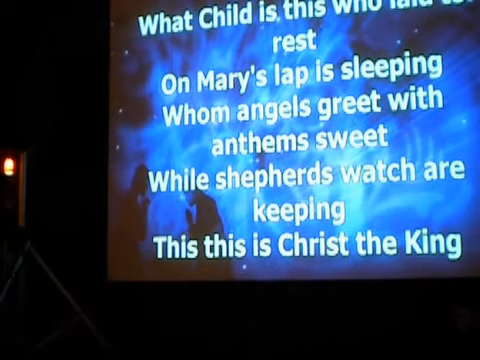 What Child is this who laid to
rest
On Mary's lap is sleeping
Whom angels greet with
anthems sweet
While shepherds watch are
keeping
This this is Christ the King